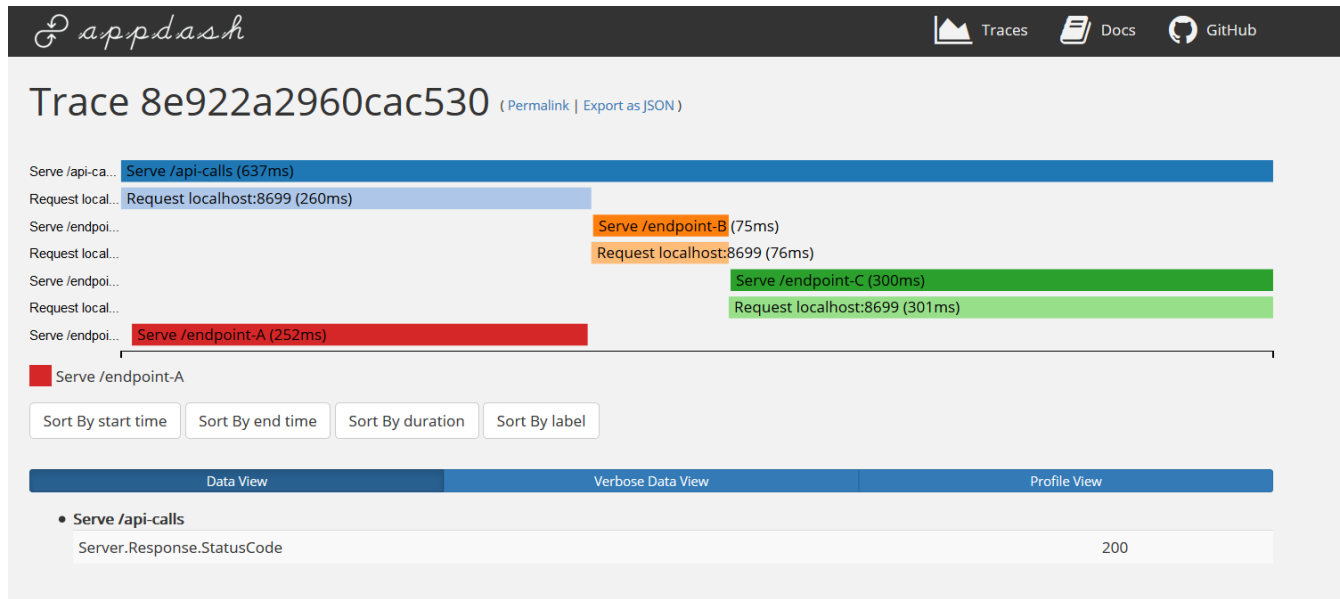 appdash Traces Docs GitHub
Trace 8e922a2960cac530 ( Permalink | Export as JSON )
Serve /api-ca... Serve /api-calls (637ms)
Request local... Request localhost:8699 (260ms)
Serve /endpoi... Serve /endpoint-B (75ms)
Request local... Request localhost:8699 (76ms)
Serve /endpoi... Serve /endpoint-C (300ms)
Request local... Request localhost:8699 (301ms)
Serve /endpoi... Serve /endpoint-A (252ms)
Serve /endpoint-A
Sort By start time Sort By end time Sort By duration Sort By label
Data View Verbose Data View Profile View
• Serve /api-calls
Server.Response.StatusCode 200